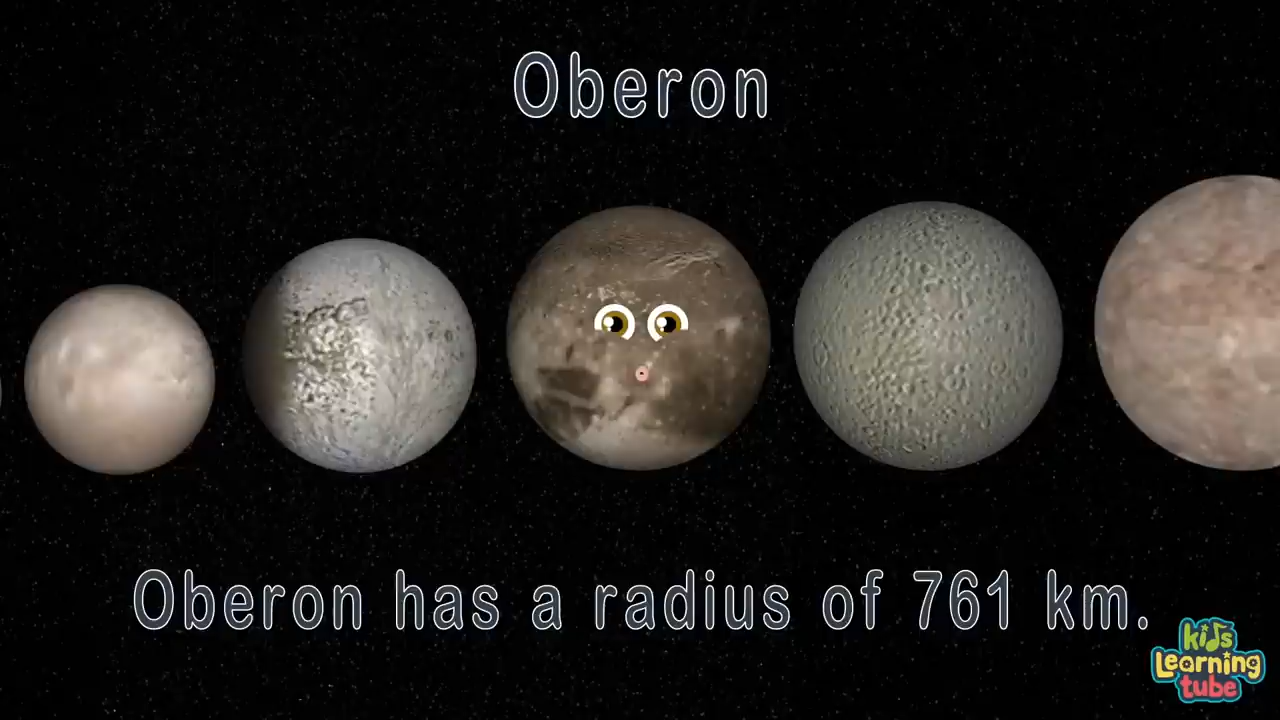 Oberon
Oberon has a radius of 761 km.
kids
Learning
tube